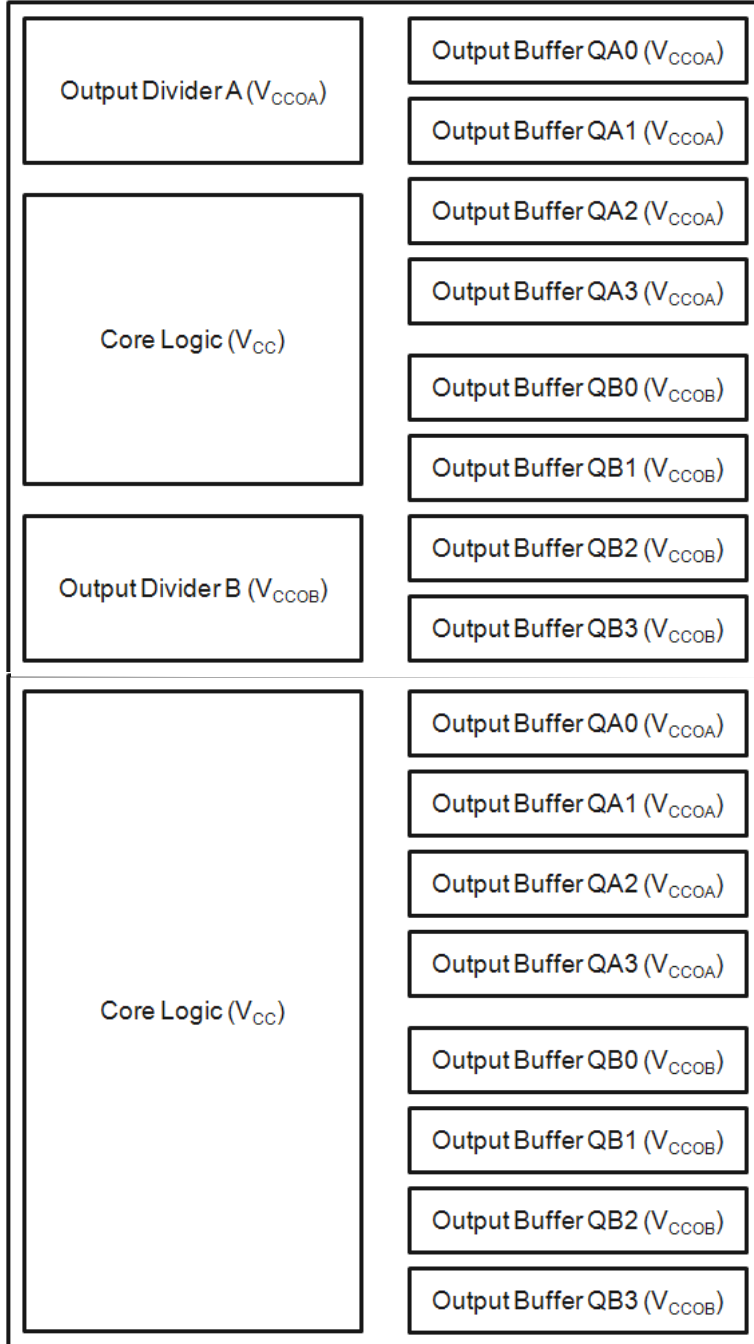 Output Divider A (VCCOA)
Core Logic (VCC)
Output Divider B (VCCOB)
Output Buffer QA0 (VCCOA)
Output Buffer QA1 (VCCOA)
Output Buffer QA2 (VCCOA)
Output Buffer QA3 (VCCOA)
Output Buffer QB0 (VCCOB)
Output Buffer QB1 (VCCOB)
Output Buffer QB2 (VCCOB)
Output Buffer QB3 (VCCOB)
Core Logic (VCC)
Output Buffer QA0 (VCCOA)
Output Buffer QA1 (VCCOA)
Output Buffer QA2 (VCCOA)
Output Buffer QA3 (VCCOA)
Output Buffer QB0 (VCCOB)
Output Buffer QB1 (VCCOB)
Output Buffer QB2 (VCCOB)
Output Buffer QB3 (VCCOB)